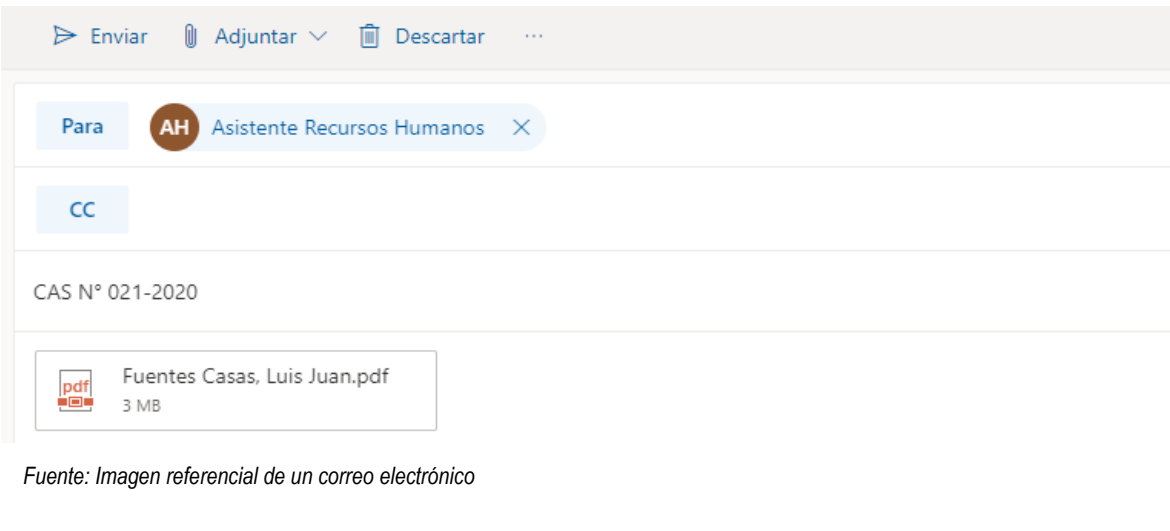 Enviar Adjuntar Descartar ...
Para AH Asistente Recursos Humanos
CC
CAS N° 021-2020
pdf Fuentes Casas, Luis Juan.pdf
3 MB
Fuente: Imagen referencial de un correo electrónico